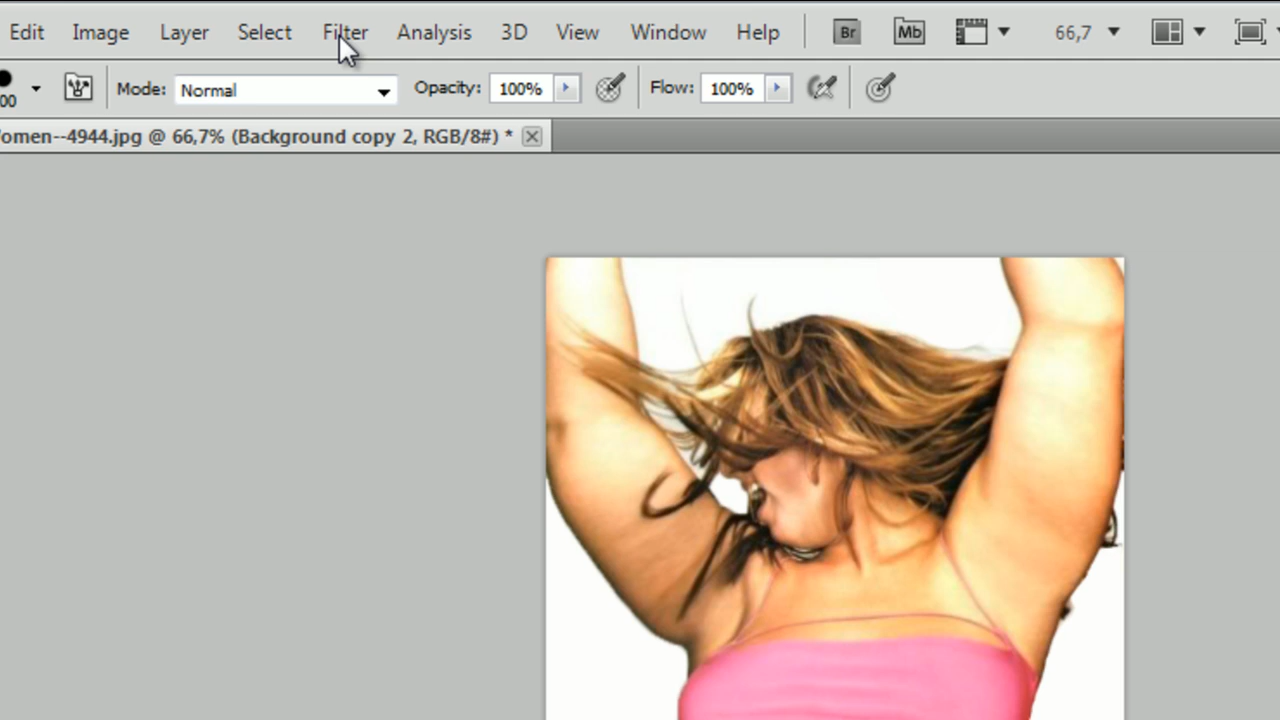 Edit Image Layer Select Filter Analysis 3D View Window Help Br Mb 66,7
00 Mode: Normal Opacity: 100% Flow: 100%
omen--4944.jpg @ 66,7% (Background copy 2, RGB/8#) *